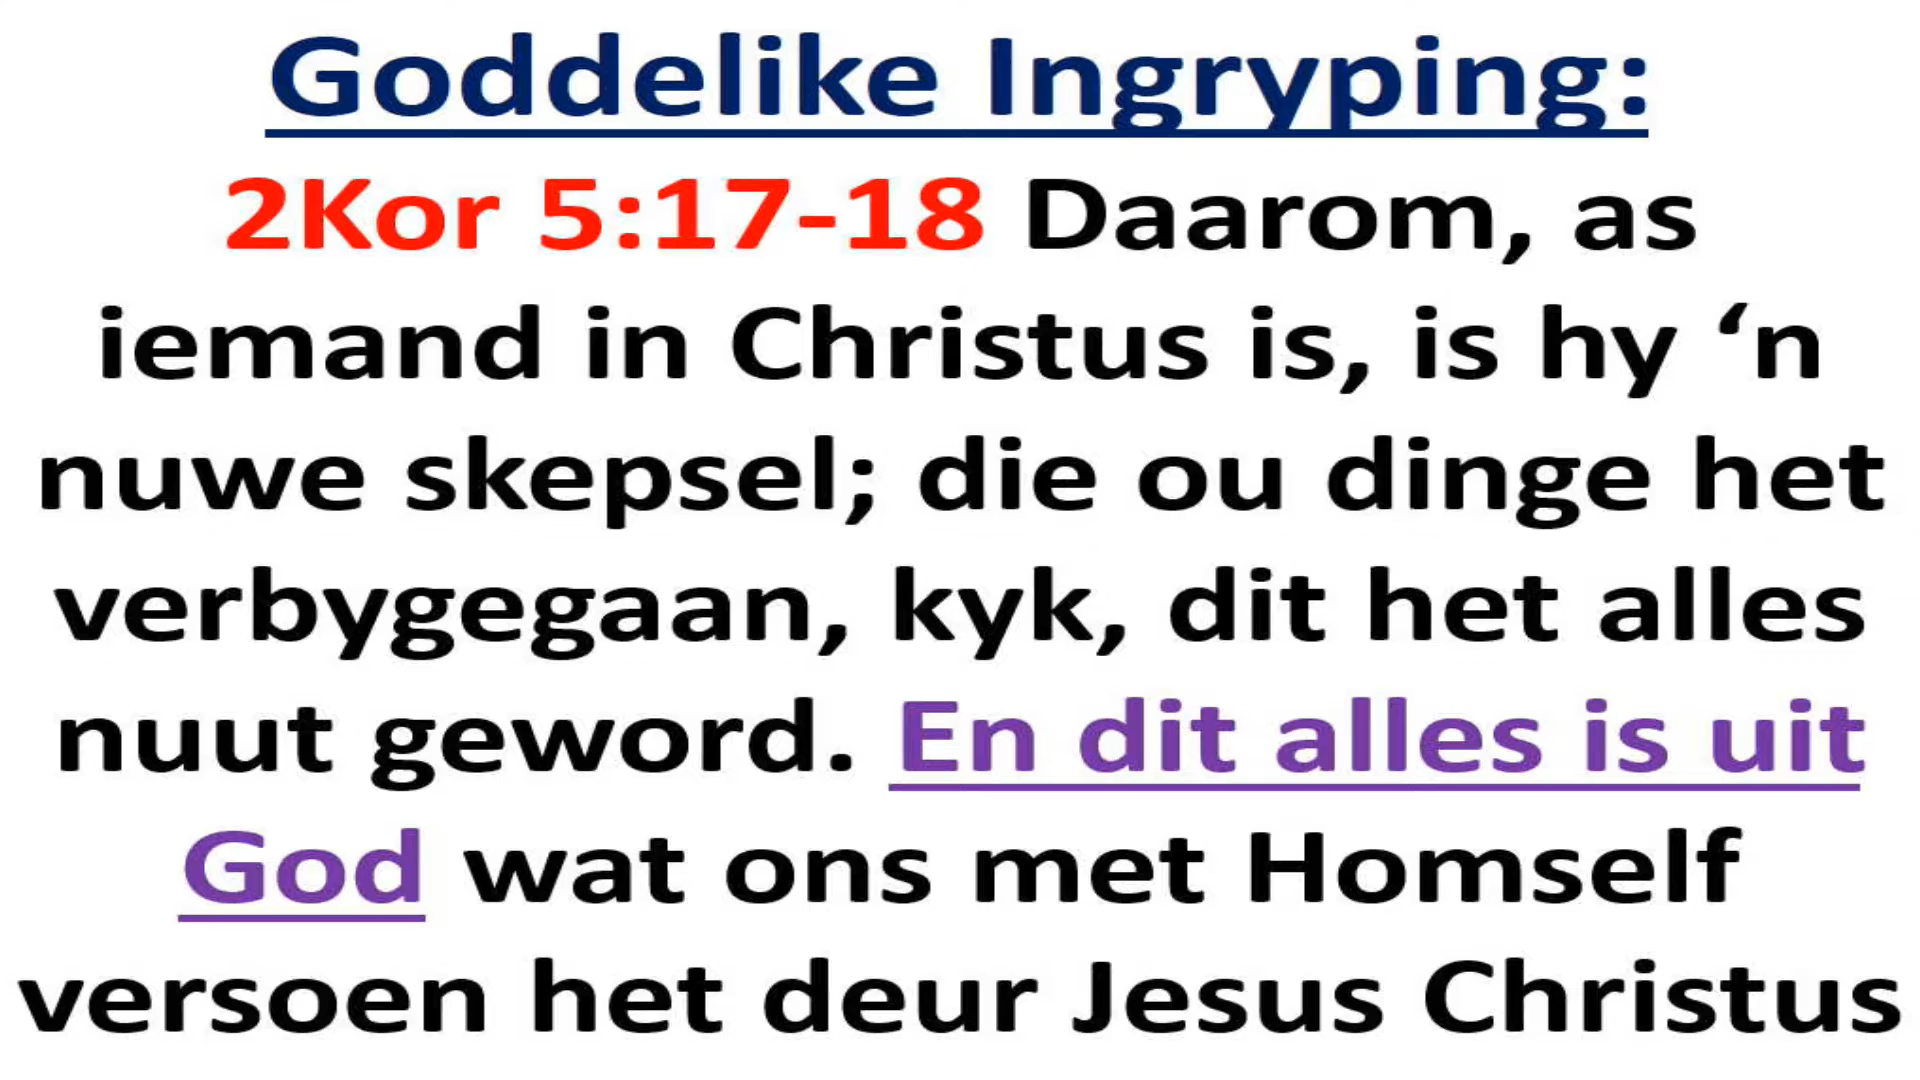 Goddelike Ingryping:
2Kor 5:17-18 Daarom, as
iemand in Christus is, is hy ‘n
nuwe skepsel; die ou dinge het
verbygegaan, kyk, dit het alles
nuut geword. En dit alles is uit
God wat ons met Homself
versoen het deur Jesus Christus